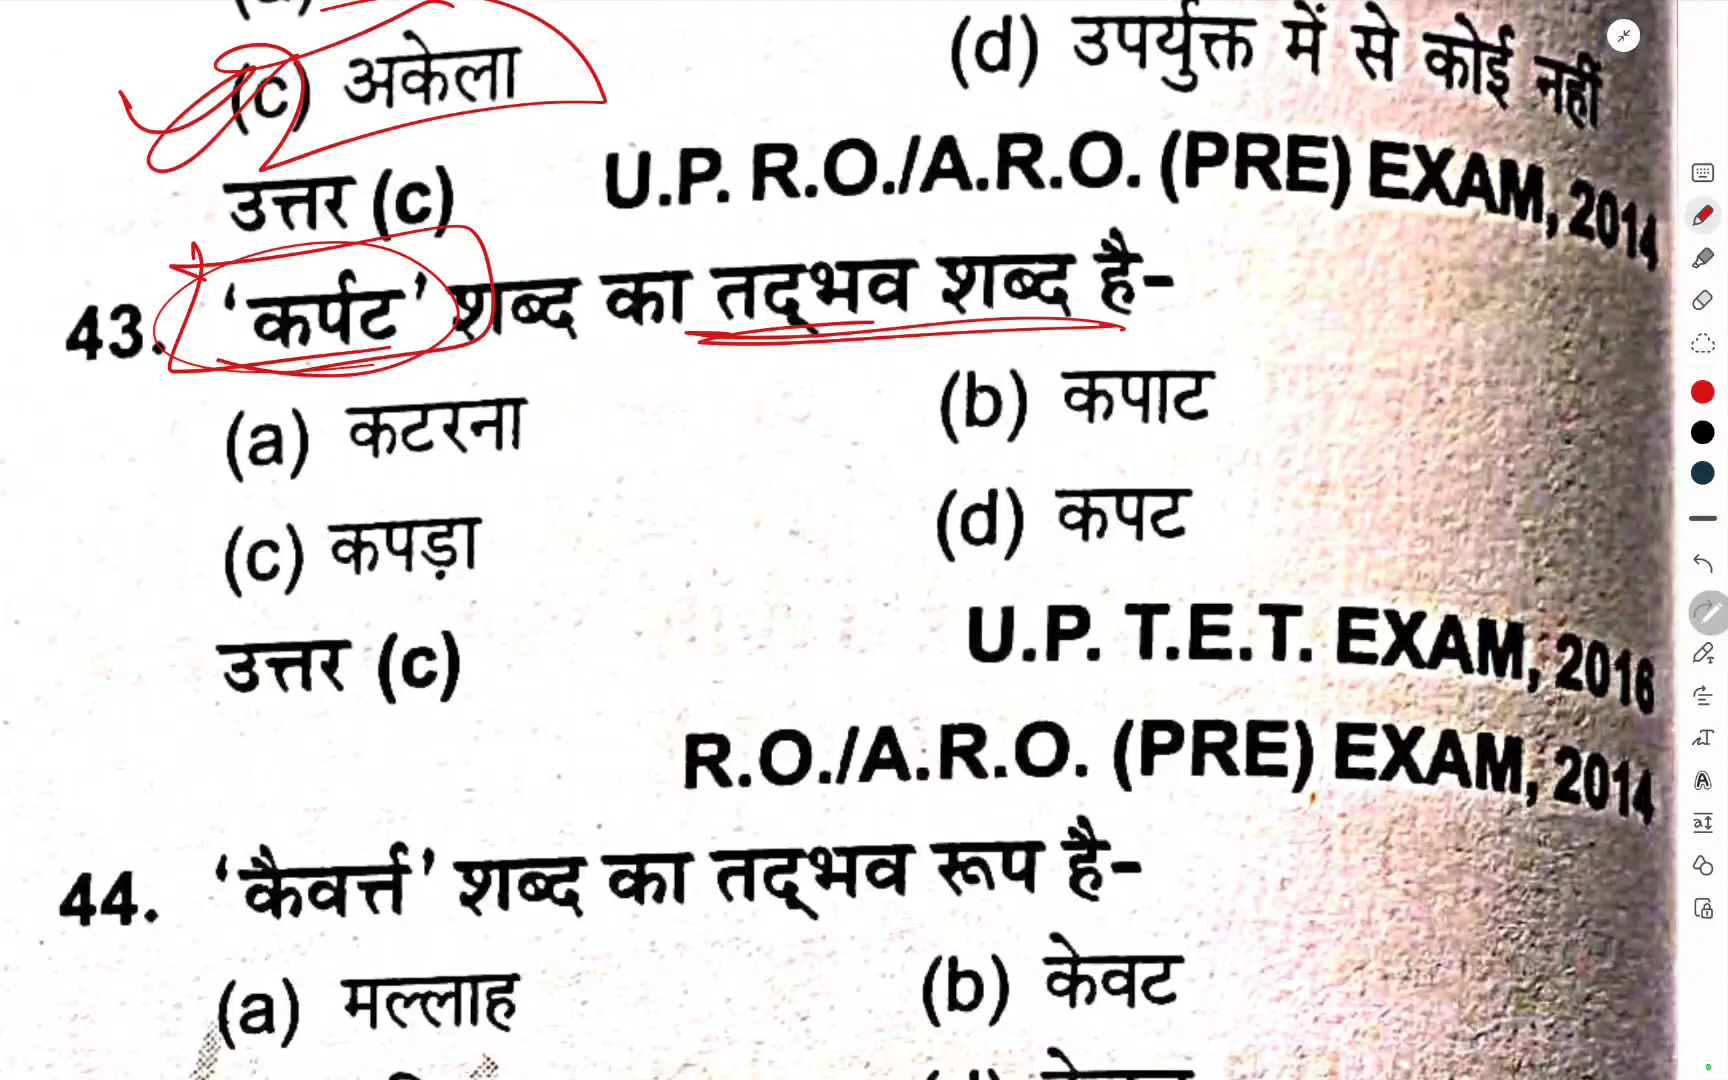 (c) अकेला (d) उपर्युक्त में से कोई नहीं
उत्तर (c) U.P. R.O./A.R.O. (PRE) EXAM, 2014
43. 'कर्पट' शब्द का तद्भव शब्द है-
(a) कटरना (b) कपाट
(c) कपड़ा (d) कपट
उत्तर (c) U.P. T.E.T. EXAM, 2016
R.O./A.R.O. (PRE) EXAM, 2014
44. 'कैवर्त्त' शब्द का तद्भव रूप है-
(a) मल्लाह (b) केवट